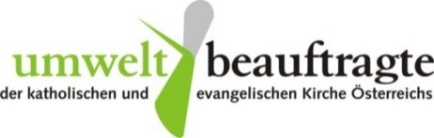 umwelt beauftragte
der katholischen und evangelischen Kirche Österreichs